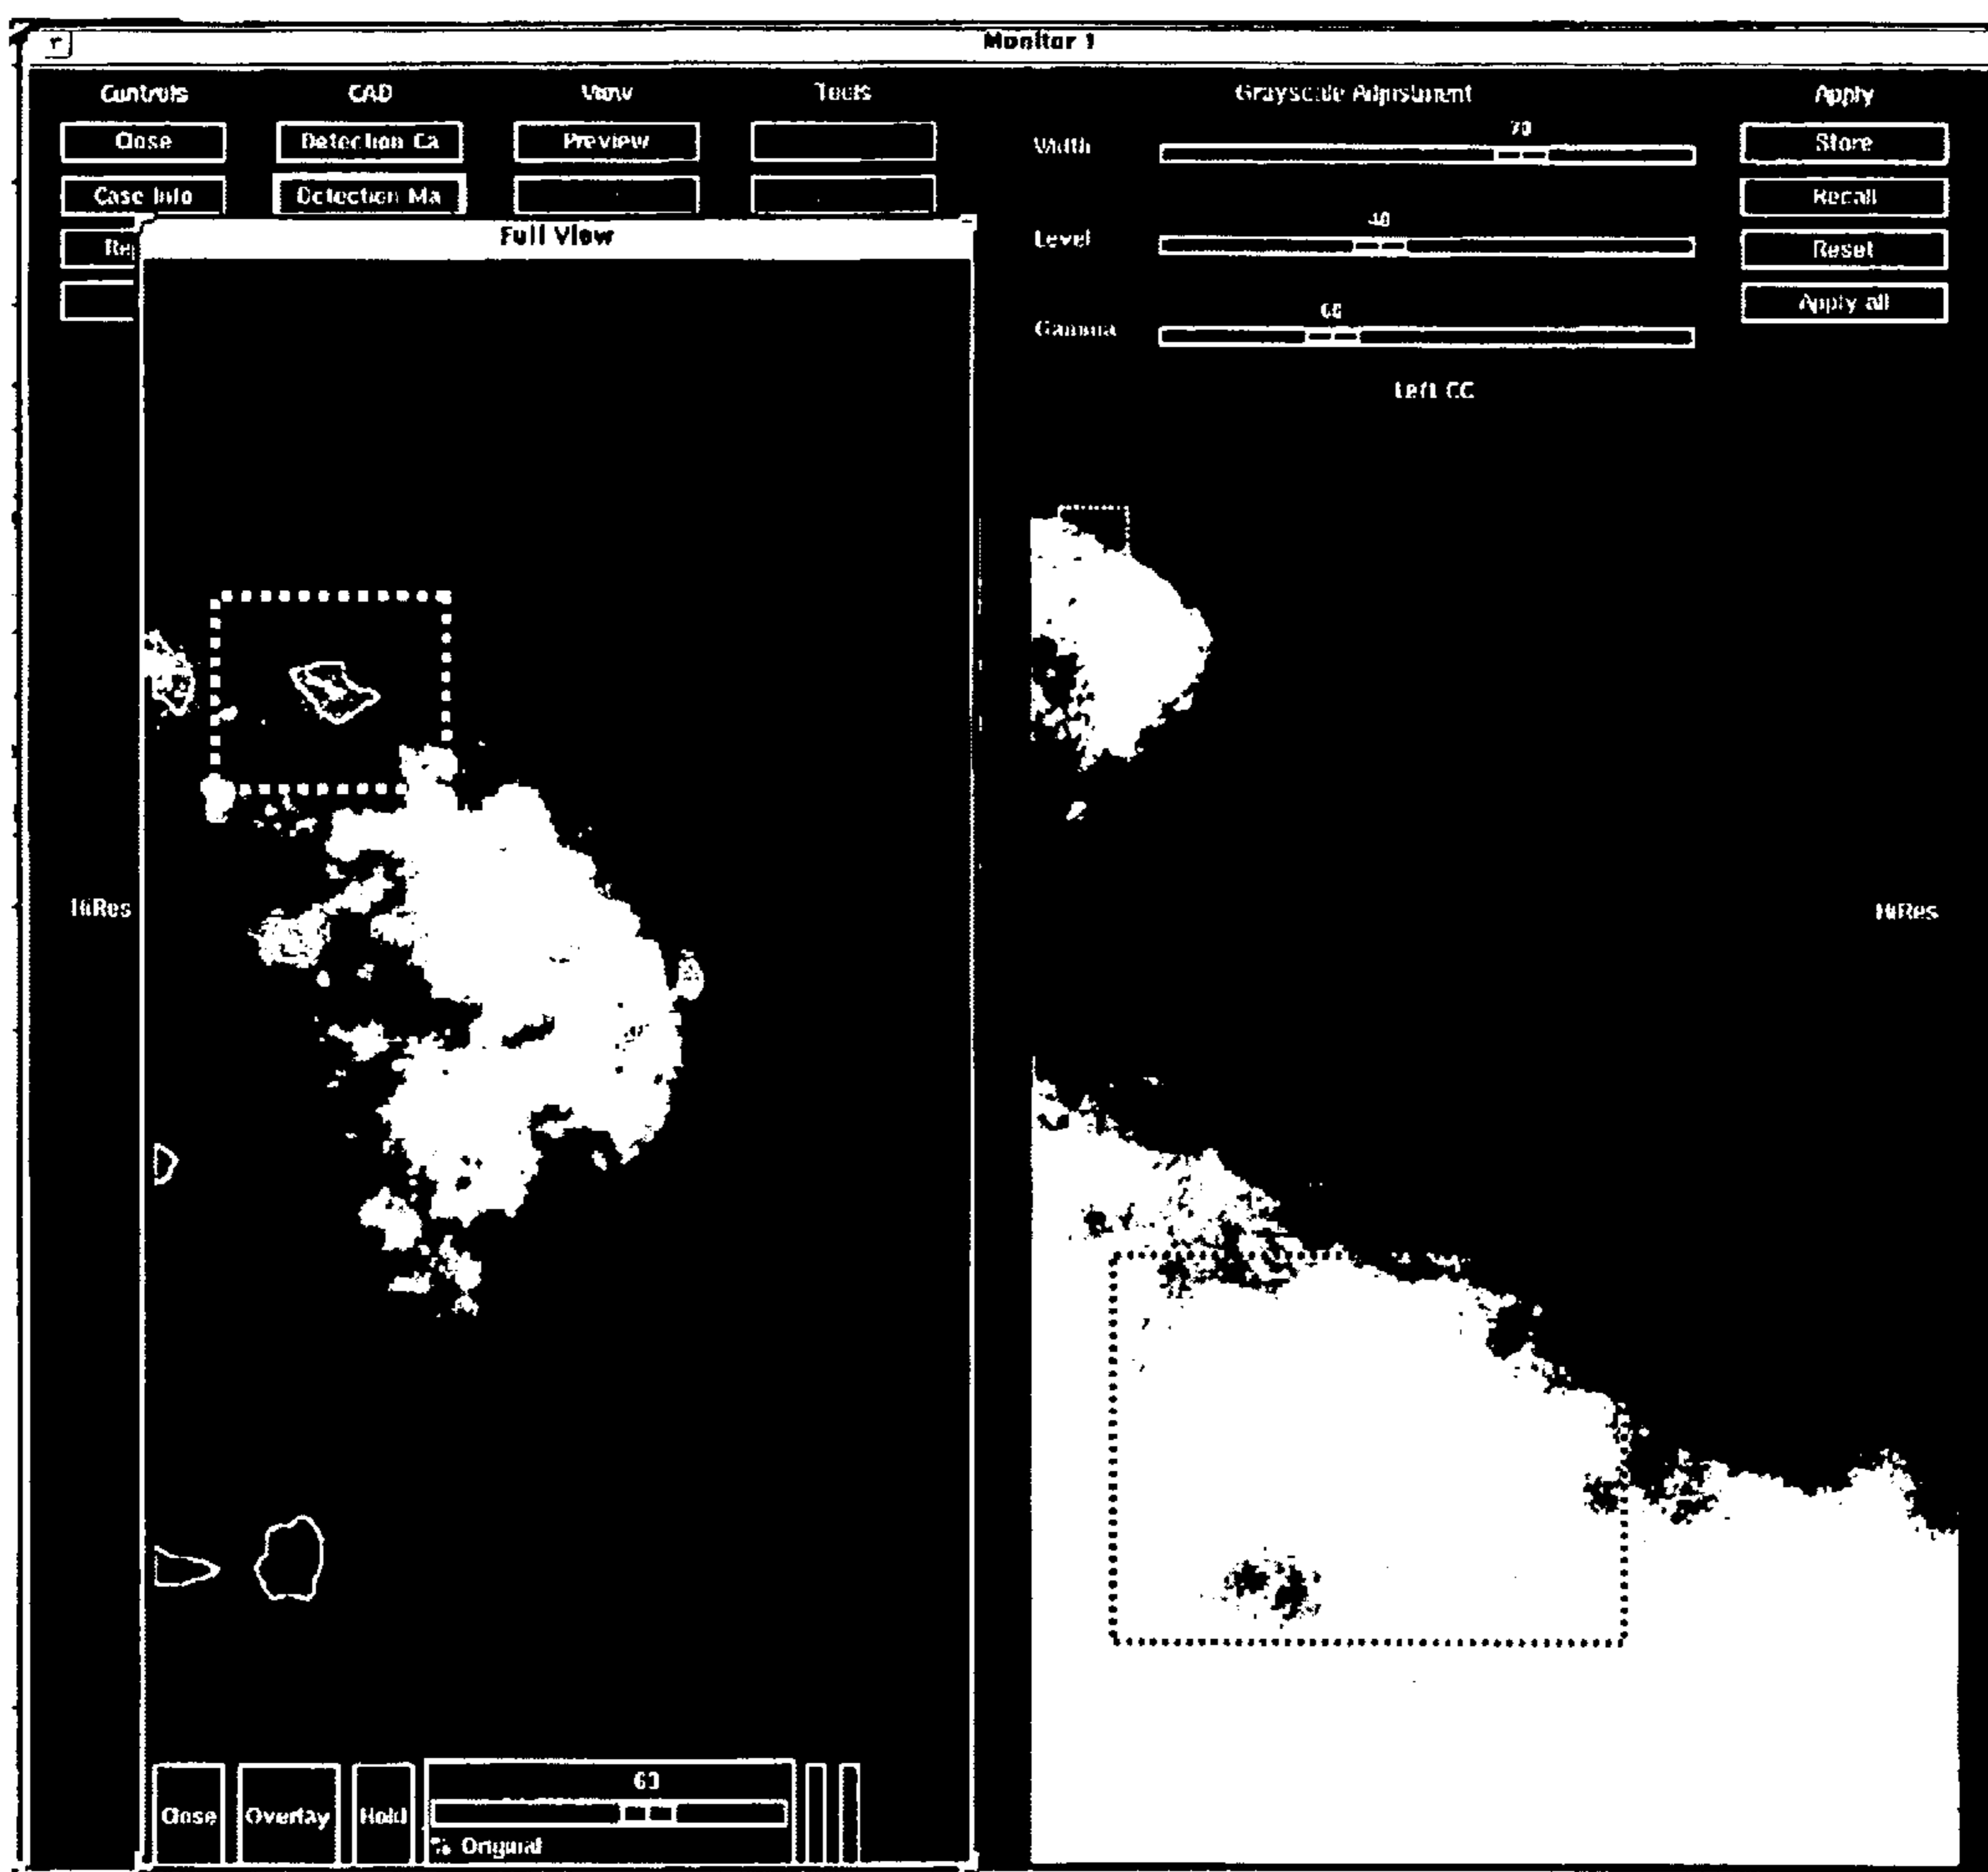 Monitor 1
Controls CAD View Tools Grayscale Adjustment Apply
Close Detection Ca Preview Width 70 Store
Case Info Detection Ma Recall
Full View
Level 40 Reset
Gamma 60 Apply all
Left CC
HiRes HiRes
Close Overlay Hold
% Original